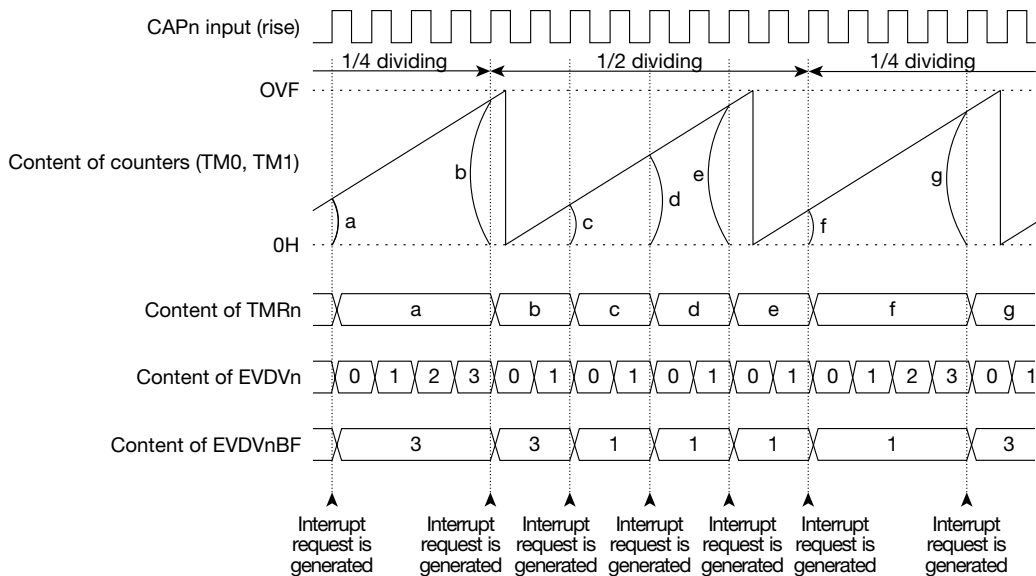 CAPn input (rise)
1/4 dividing
1/2 dividing
1/4 dividing
OVF
Content of counters (TM0, TM1)
0H
a
b
c
d
e
f
g
Content of TMRn
a b c d e f g
Content of EVDVn
0 1 2 3 0 1 0 1 0 1 0 1 0 1 2 3 0 1
Content of EVDVnBF
3 3 1 1 1 1 3
Interrupt
request is
generated
Interrupt
request is
generated
Interrupt
request is
generated
Interrupt
request is
generated
Interrupt
request is
generated
Interrupt
request is
generated
Interrupt
request is
generated